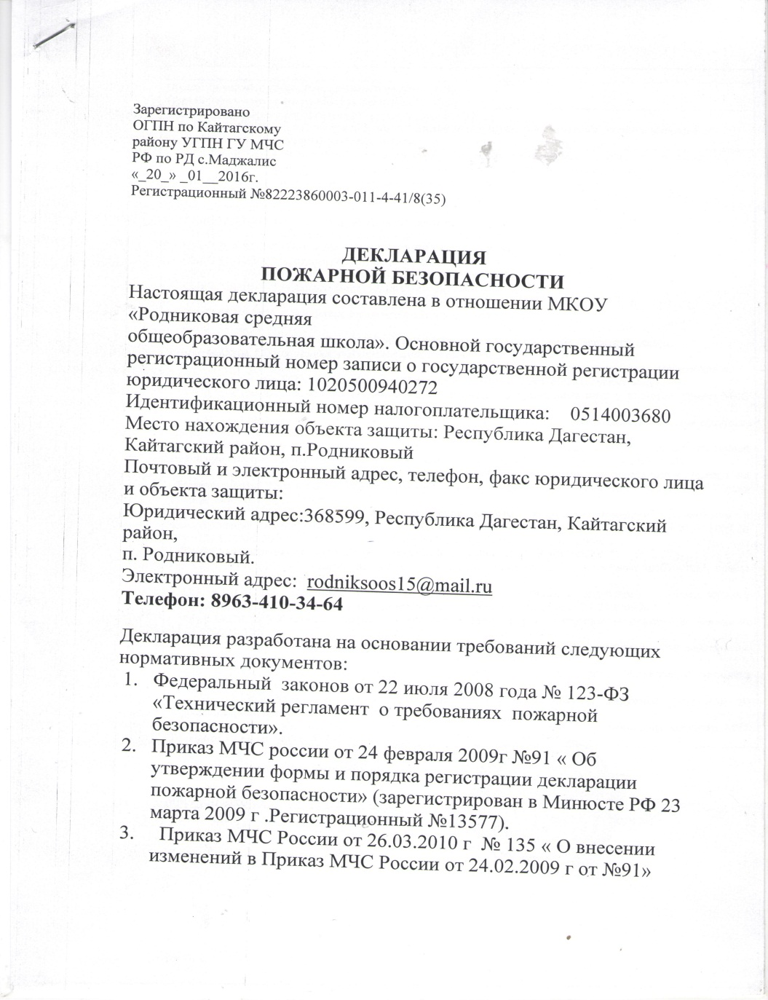 Зарегистрировано
ОГПН по Кайтагскому
району УГПН ГУ МЧС
РФ по РД с.Маджалис
«_20_» _01__2016г.
Регистрационный №82223860003-011-4-41/8(35)
ДЕКЛАРАЦИЯ
ПОЖАРНОЙ БЕЗОПАСНОСТИ
Настоящая декларация составлена в отношении МКОУ
«Родниковая средняя
общеобразовательная школа». Основной государственный
регистрационный номер записи о государственной регистрации
юридического лица: 1020500940272
Идентификационный номер налогоплательщика: 0514003680
Место нахождения объекта защиты: Республика Дагестан,
Кайтагский район, п.Родниковый
Почтовый и электронный адрес, телефон, факс юридического лица
и объекта защиты:
Юридический адрес:368599, Республика Дагестан, Кайтагский
район,
п. Родниковый.
Электронный адрес: rodniksoos15@mail.ru
Телефон: 8963-410-34-64
Декларация разработана на основании требований следующих
нормативных документов:
1. Федеральный законов от 22 июля 2008 года № 123-ФЗ
«Технический регламент о требованиях пожарной
безопасности».
2. Приказ МЧС россии от 24 февраля 2009г №91 « Об
утверждении формы и порядка регистрации декларации
пожарной безопасности» (зарегистрирован в Минюсте РФ 23
марта 2009 г .Регистрационный №13577).
3. Приказ МЧС России от 26.03.2010 г № 135 « О внесении
изменений в Приказ МЧС России от 24.02.2009 г от №91»